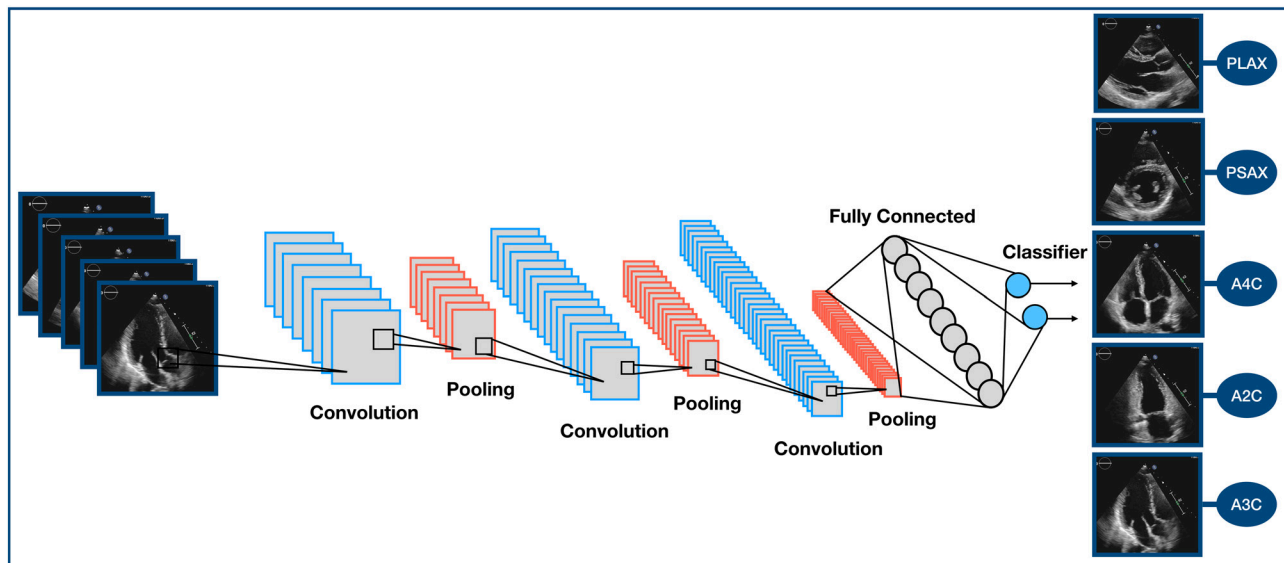 PLAX
PSAX
Fully Connected
Classifier
A4C
Pooling
A2C
Convolution
Pooling
Pooling
Convolution
Convolution
A3C